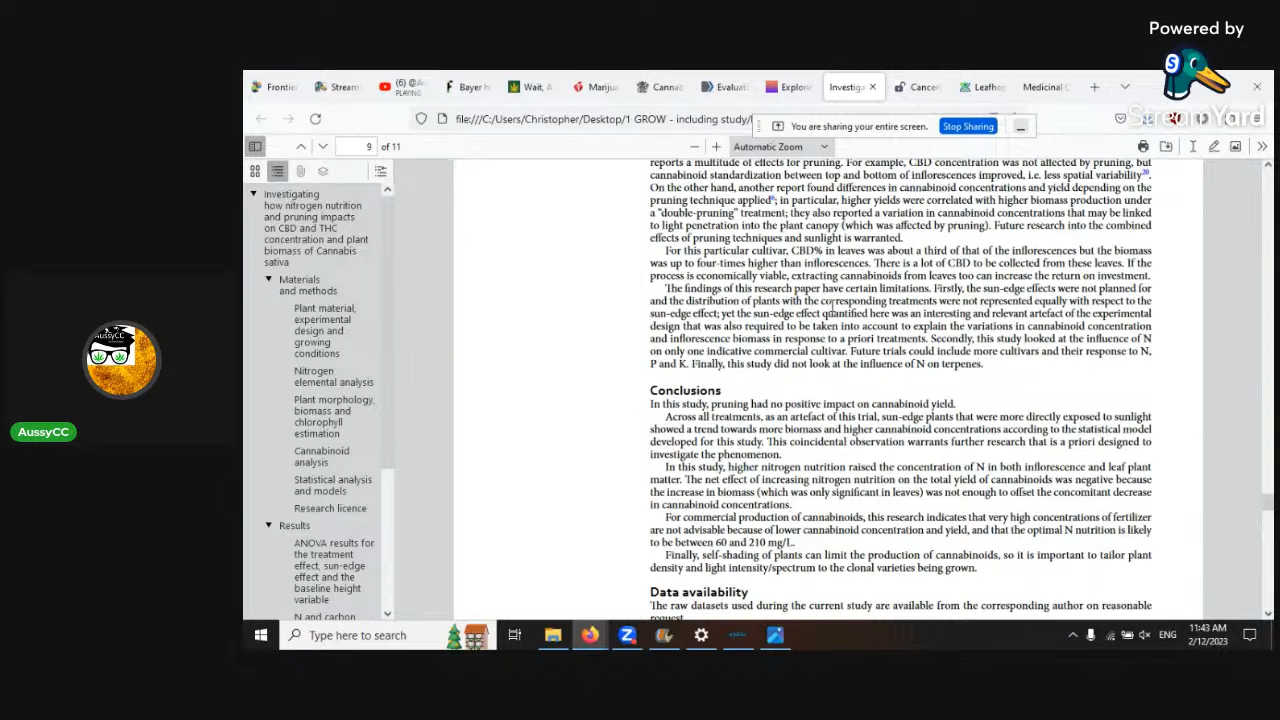 Powered by
S
StreamYard
Frontier
Stream
(6) @Au
PLAYING
Bayer h
Wait, A
Mariju
Cannab
Evaluati
Explorin
Investiga
Cancer
Leafhop
Medicinal C
file:///C:/Users/Christopher/Desktop/1 GROW - including study/
You are sharing your entire screen.
Stop Sharing
9 of 11
Automatic Zoom
reports a multitude of effects for pruning. For example, CBD concentration was not affected by pruning, but
cannabinoid standardization between top and bottom of inflorescences improved, i.e. less spatial variability
On the other hand, another report found differences in cannabinoid concentrations and yield depending on the
pruning technique applied; in particular, higher yields were correlated with higher biomass production under
a “double-pruning” treatment; they also reported a variation in cannabinoid concentrations that may be linked
to light penetration into the plant canopy (which was affected by pruning). Future research into the combined
effects of pruning techniques and sunlight is warranted.
For this particular cultivar, CBD% in leaves was about a third of that of the inflorescences but the biomass
was up to four-times higher than inflorescences. There is a lot of CBD to be collected from these leaves. If the
process is economically viable, extracting cannabinoids from leaves too can increase the return on investment.
The findings of this research paper have certain limitations. Firstly, the sun-edge effects were not planned for
and the distribution of plants with the corresponding treatments were not represented equally with respect to the
sun-edge effect; yet the sun-edge effect quantified here was an interesting and relevant artefact of the experimental
design that was also required to be taken into account to explain the variations in cannabinoid concentration
and inflorescence biomass in response to a priori treatments. Secondly, this study looked at the influence of N
on only one indicative commercial cultivar. Future trials could include more cultivars and their response to N,
P and K. Finally, this study did not look at the influence of N on terpenes.
Conclusions
In this study, pruning had no positive impact on cannabinoid yield.
Across all treatments, as an artefact of this trial, sun-edge plants that were more directly exposed to sunlight
showed a trend towards more biomass and higher cannabinoid concentrations according to the statistical model
developed for this study. This coincidental observation warrants further research that is a priori designed to
investigate the phenomenon.
In this study, higher nitrogen nutrition raised the concentration of N in both inflorescence and leaf plant
matter. The net effect of increasing nitrogen nutrition on the total yield of cannabinoids was negative because
the increase in biomass (which was only significant in leaves) was not enough to offset the concomitant decrease
in cannabinoid concentrations.
For commercial production of cannabinoids, this research indicates that very high concentrations of fertilizer
are not advisable because of lower cannabinoid concentration and yield, and that the optimal N nutrition is likely
to be between 60 and 210 mg/L.
Finally, self-shading of plants can limit the production of cannabinoids, so it is important to tailor plant
density and light intensity/spectrum to the clonal varieties being grown.
Data availability
The raw datasets used during the current study are available from the corresponding author on reasonable
request.
Investigating
how nitrogen nutrition
and pruning impacts
on CBD and THC
concentration and plant
biomass of Cannabis
sativa
Materials
and methods
Plant material,
experimental
design and
growing
conditions
Nitrogen
elemental analysis
Plant morphology,
biomass and
chlorophyll
estimation
Cannabinoid
analysis
Statistical analysis
and models
Research licence
Results
ANOVA results for
the treatment
effect, sun-edge
effect and the
baseline height
variable
N and carbon
AussyCC
AussyCC
Type here to search
ENG
11:43 AM
2/12/2023